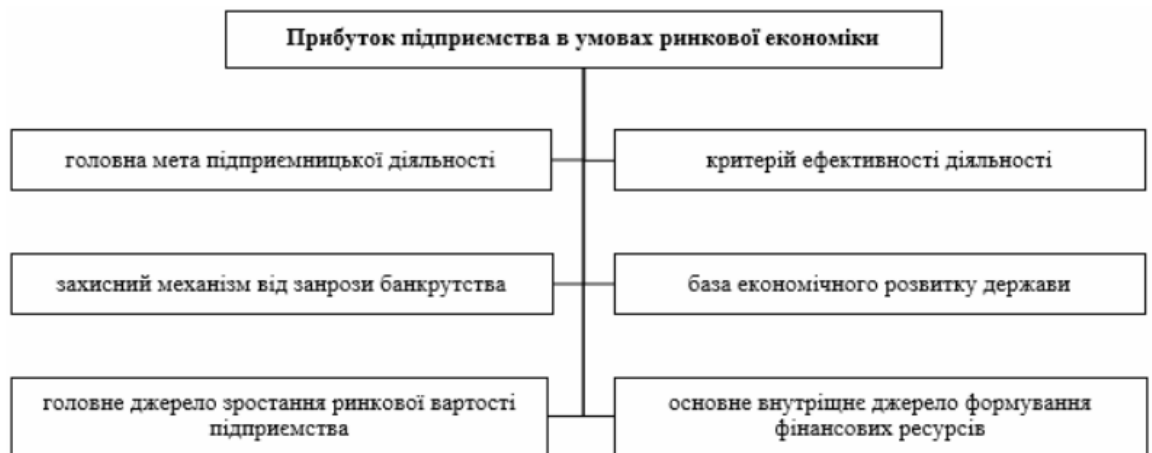 Прибуток підприємства в умовах ринкової економіки
головна мета підприємницької діяльності
критерій ефективності діяльності
захисний механізм від занрози банкрутства
база економічного розвитку держави
головне джерело зростання ринкової вартості
підприємства
основне внутріщнє джерело формування
фінансових ресурсів